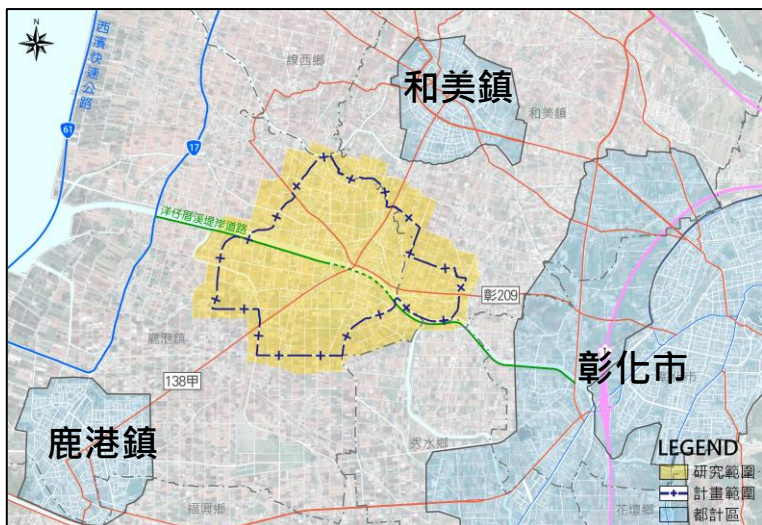 N
西濱快速公路
61
17
線西鄉
和美鎮
和美鎮
洋仔厝溪堤岸道路
彰209
鹿港鎮
138甲
彰化市
鹿港鎮
秀水鄉
福興鄉
花壇鄉
LEGEND
研究範圍
計畫範圍
都計區